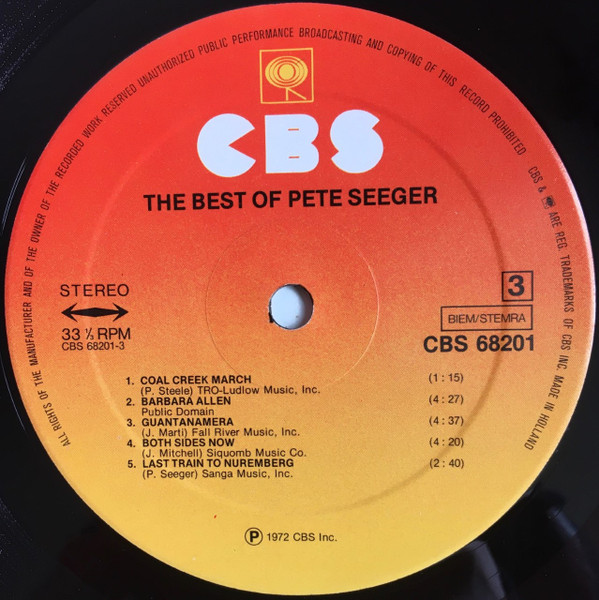 ALL RIGHTS OF THE MANUFACTURER AND OF THE OWNER OF THE RECORDED WORK RESERVED UNAUTHORIZED PUBLIC PERFORMANCE BROADCASTING AND COPYING OF THIS RECORD PROHIBITED
CBS & ARE REG. TRADEMARKS OF CBS INC. MADE IN HOLLAND
CBS
THE BEST OF PETE SEEGER
STEREO
33 ⅓ RPM
CBS 68201-3
3
BIEM/STEMRA
CBS 68201
1. COAL CREEK MARCH (1 : 15)
(P. Steele) TRO-Ludlow Music, Inc.
2. BARBARA ALLEN (4 : 27)
Public Domain
3. GUANTANAMERA (4 : 37)
(J. Marti) Fall River Music, Inc.
4. BOTH SIDES NOW (4 : 20)
(J. Mitchell) Siquomb Music Co.
5. LAST TRAIN TO NUREMBERG (2 : 40)
(P. Seeger) Sanga Music, Inc.
Ⓟ 1972 CBS Inc.